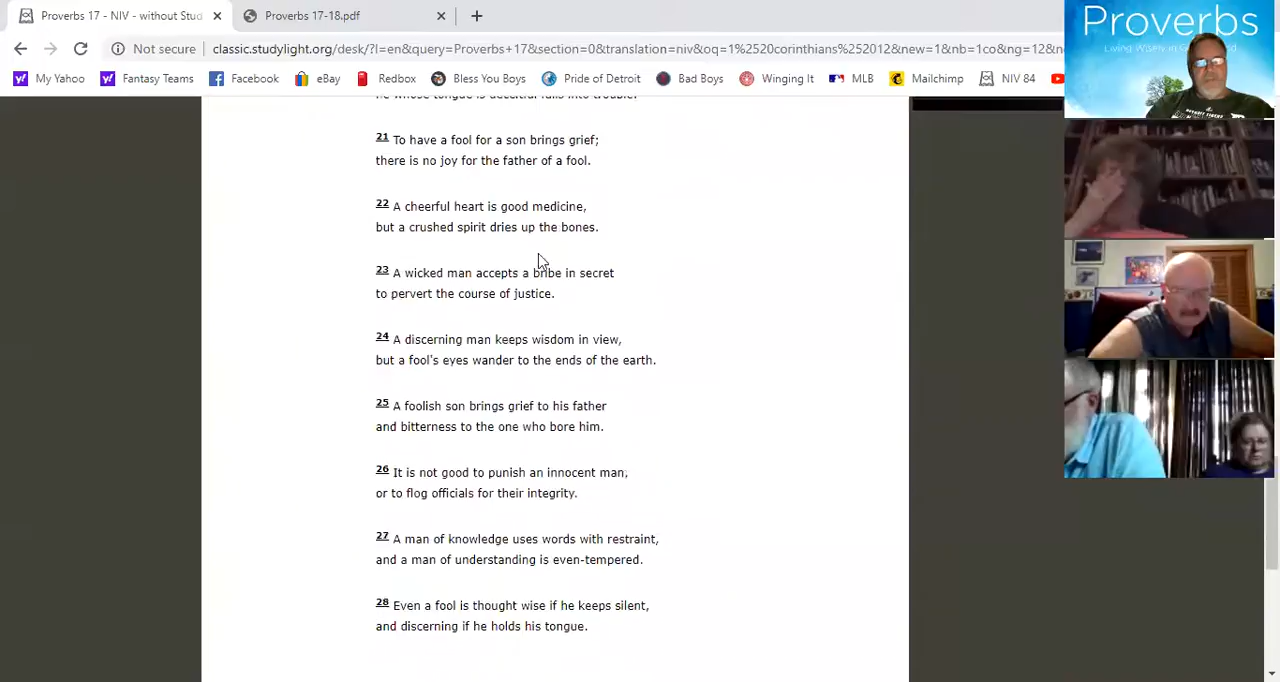 Proverbs 17 - NIV - without Stud
Proverbs 17-18.pdf
Not secure
classic.studylight.org/desk/?l=en&query=Proverbs+17&section=0&translation=niv&oq=1%2520corinthians%252012&new=1&nb=1co&ng=12&n
My Yahoo
Fantasy Teams
Facebook
eBay
Redbox
Bless You Boys
Pride of Detroit
Bad Boys
Winging It
MLB
Mailchimp
NIV 84
Proverbs
he whose tongue is deceitful falls into trouble.
21 To have a fool for a son brings grief;
there is no joy for the father of a fool.
22 A cheerful heart is good medicine,
but a crushed spirit dries up the bones.
23 A wicked man accepts a bribe in secret
to pervert the course of justice.
24 A discerning man keeps wisdom in view,
but a fool's eyes wander to the ends of the earth.
25 A foolish son brings grief to his father
and bitterness to the one who bore him.
26 It is not good to punish an innocent man,
or to flog officials for their integrity.
27 A man of knowledge uses words with restraint,
and a man of understanding is even-tempered.
28 Even a fool is thought wise if he keeps silent,
and discerning if he holds his tongue.